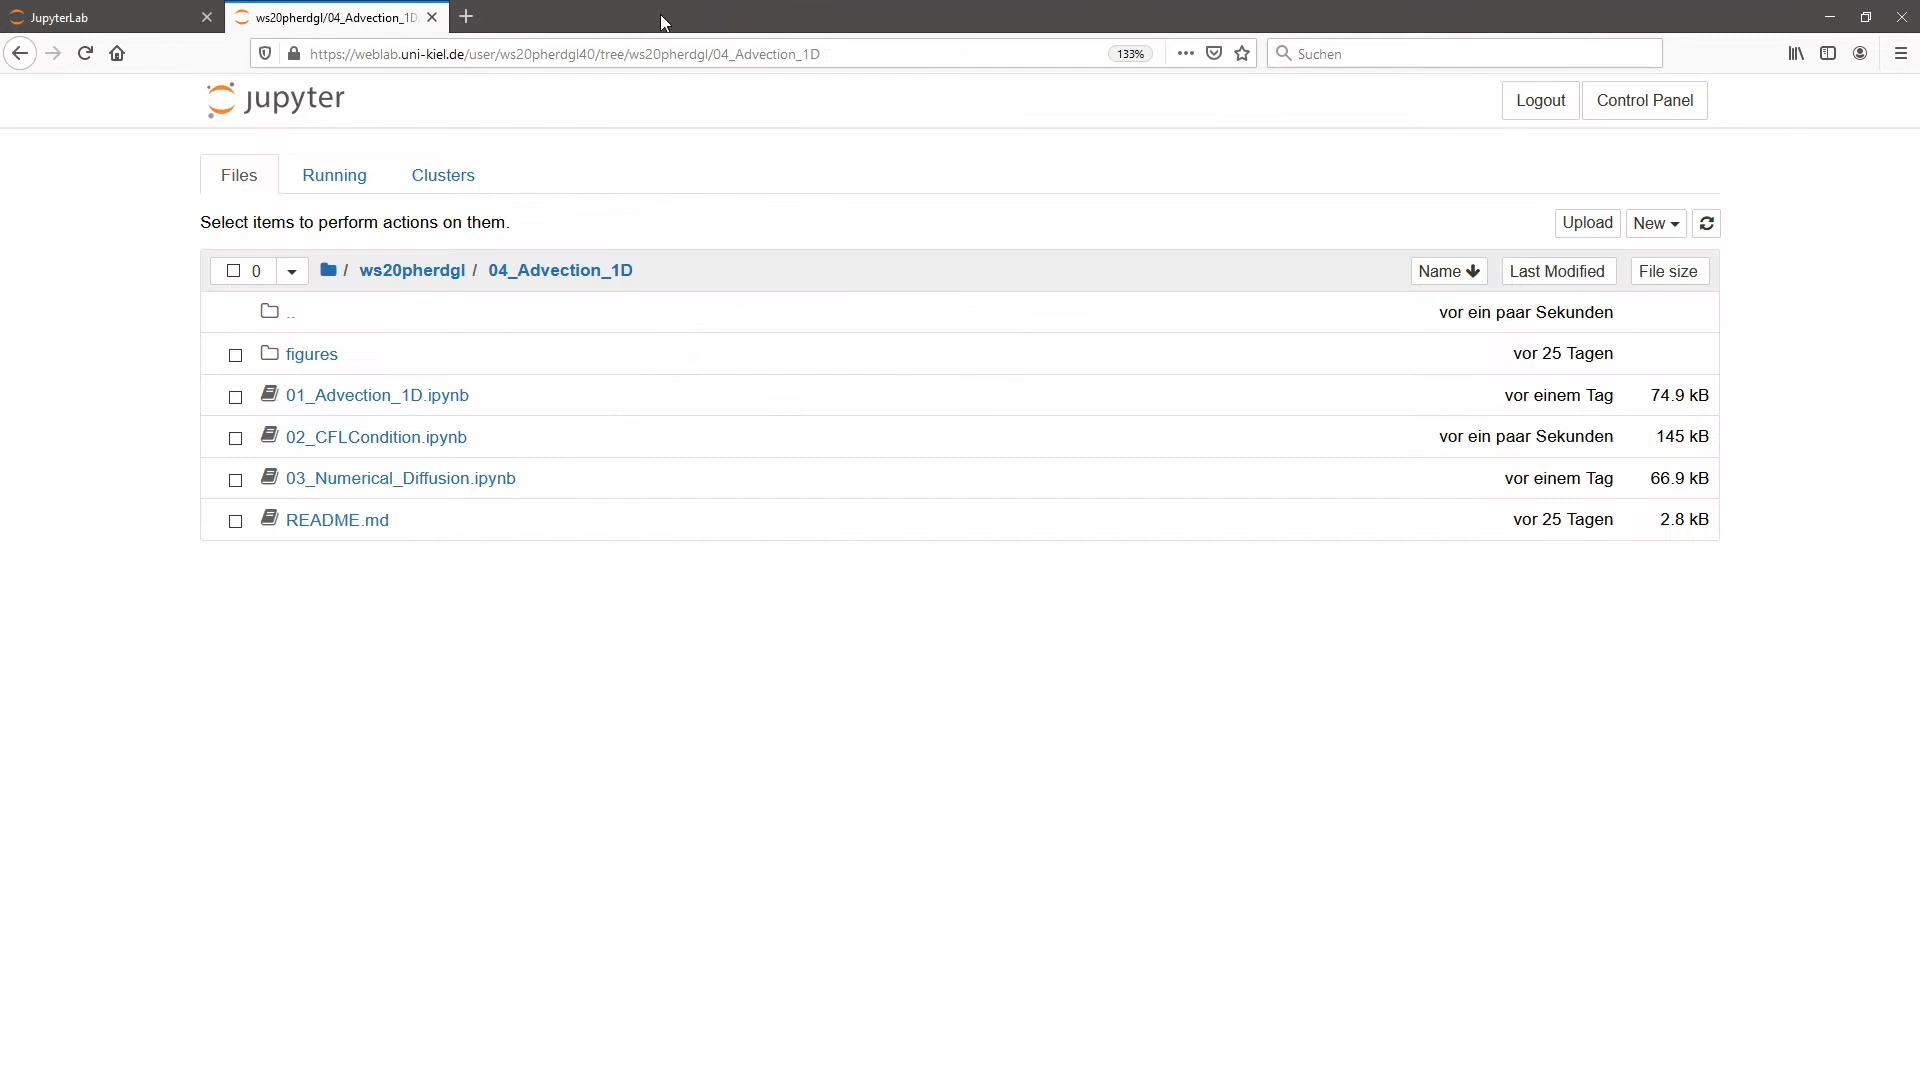 JupyterLab
ws20pherdgl/04_Advection_1D
https://weblab.uni-kiel.de/user/ws20pherdgl40/tree/ws20pherdgl/04_Advection_1D
133%
Suchen
jupyter
Logout
Control Panel
Files
Running
Clusters
Select items to perform actions on them.
Upload
New
0
/ ws20pherdgl / 04_Advection_1D
Name
Last Modified
File size
..
vor ein paar Sekunden
figures
vor 25 Tagen
01_Advection_1D.ipynb
vor einem Tag
74.9 kB
02_CFLCondition.ipynb
vor ein paar Sekunden
145 kB
03_Numerical_Diffusion.ipynb
vor einem Tag
66.9 kB
README.md
vor 25 Tagen
2.8 kB